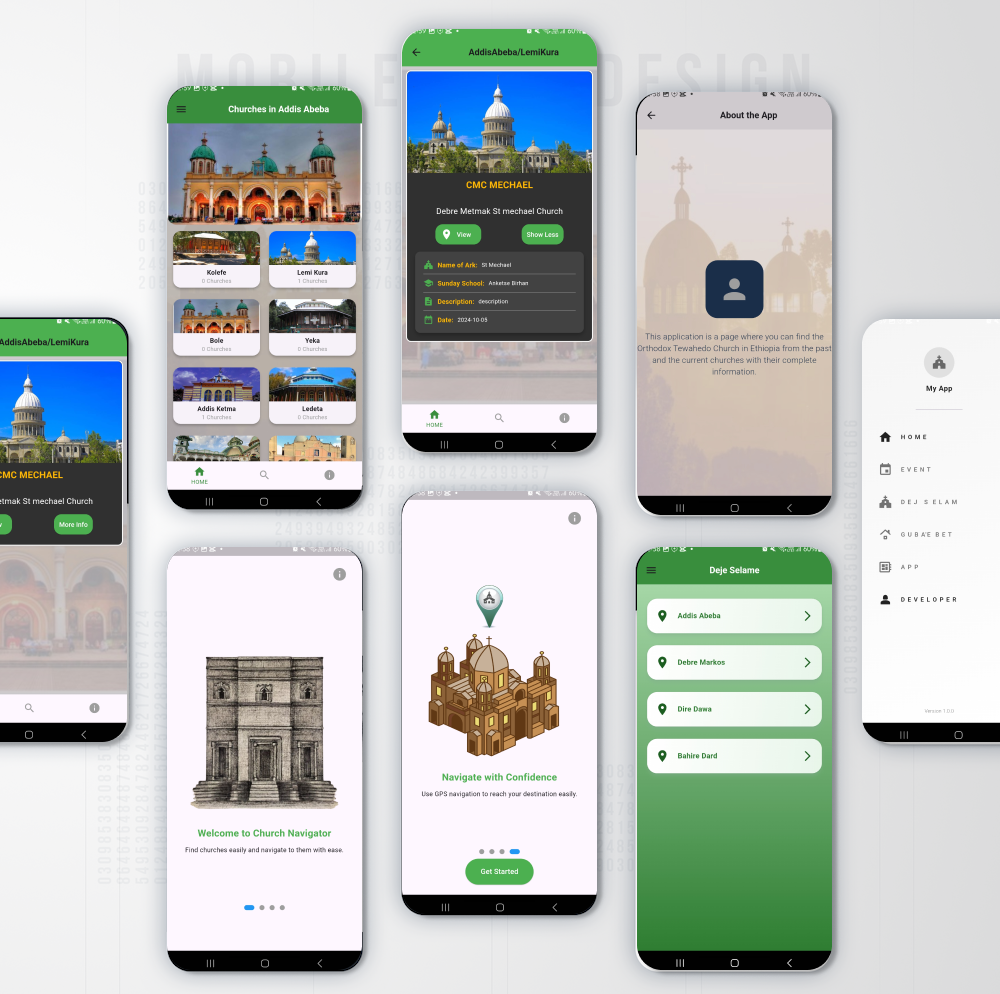 MOBILE
DESIGN
Churches in Addis Abeba
Kolefe
0 Churches
Lemi Kura
1 Churches
Bole
0 Churches
Yeka
0 Churches
Addis Ketma
1 Churches
Ledeta
0 Churches
HOME
AddisAbeba/LemiKura
CMC MECHAEL
Debre Metmak St mechael Church
View
Show Less
Name of Ark: St Mechael
Sunday School: Anketse Birhan
Description: description
Date: 2024-10-05
HOME
About the App
This application is a page where you can find the
Orthodox Tewahedo Church in Ethiopia from the past
and the current churches with their complete
information.
AddisAbeba/LemiKura
CMC MECHAEL
etmak St mechael Church
More Info
My App
HOME
EVENT
DEJ SELAM
GUBAE BET
APP
DEVELOPER
Version 1.0.0
Welcome to Church Navigator
Find churches easily and navigate to them with ease.
Navigate with Confidence
Use GPS navigation to reach your destination easily.
Get Started
Deje Selame
Addis Abeba
Debre Markos
Dire Dawa
Bahire Dard